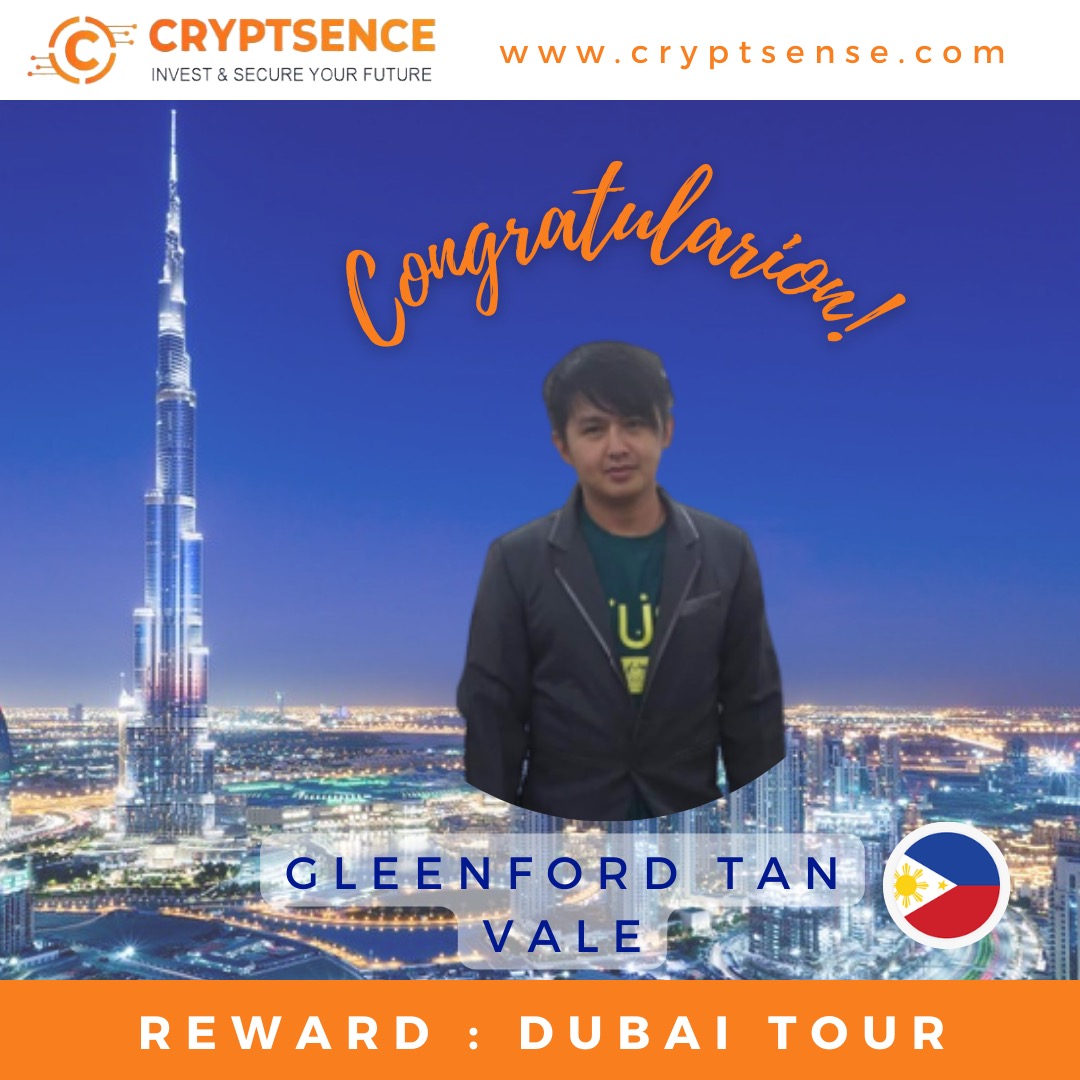 CRYPTSENCE
INVEST & SECURE YOUR FUTURE
www.cryptsense.com
Congratularion!
GLEENFORD TAN
VALE
REWARD : DUBAI TOUR